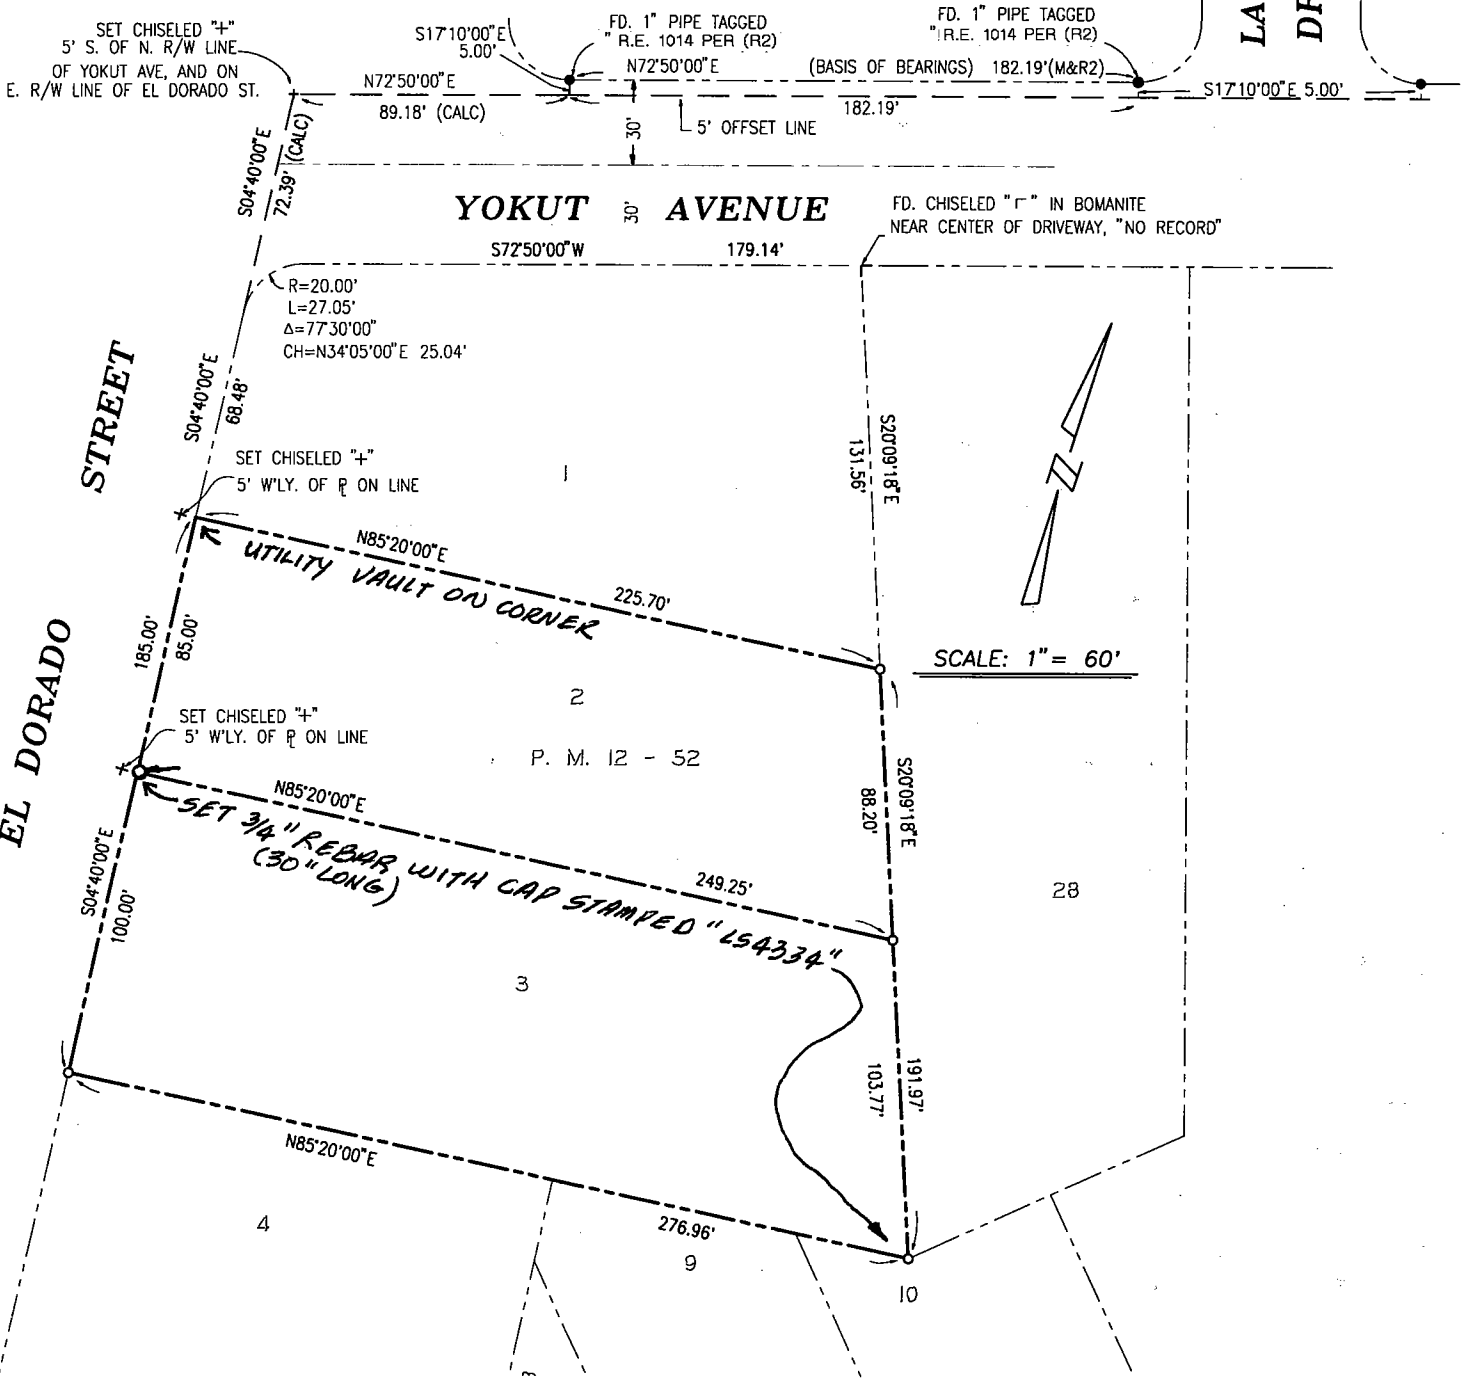 SET CHISELED "+"
5' S. OF N. R/W LINE
OF YOKUT AVE, AND ON
E. R/W LINE OF EL DORADO ST.
S17°10'00"E
5.00'
FD. 1" PIPE TAGGED
"R.E. 1014 PER (R2)
FD. 1" PIPE TAGGED
"R.E. 1014 PER (R2)
LA
DR
N72°50'00"E
89.18' (CALC)
N72°50'00"E
(BASIS OF BEARINGS) 182.19'(M&R2)
S17°10'00"E 5.00'
182.19'
5' OFFSET LINE
30'
S04°40'00"E
72.39' (CALC)
YOKUT 30' AVENUE
S72°50'00"W 179.14'
FD. CHISELED "┌" IN BOMANITE
NEAR CENTER OF DRIVEWAY, "NO RECORD"
R=20.00'
L=27.05'
Δ=77°30'00"
CH=N34°05'00"E 25.04'
S04°40'00"E
68.48'
EL DORADO STREET
SET CHISELED "+"
5' W'LY. OF ℙL ON LINE
1
S20°09'18"E
131.56'
N85°20'00"E
225.70'
UTILITY VAULT ON CORNER
SCALE: 1" = 60'
185.00'
85.00'
2
P. M. 12 - 52
SET CHISELED "+"
5' W'LY. OF ℙL ON LINE
S20°09'18"E
88.20'
N85°20'00"E
249.25'
SET 3/4" REBAR WITH CAP STAMPED "LS4334"
(30" LONG)
28
S04°40'00"E
100.00'
3
191.97'
103.77'
N85°20'00"E
276.96'
4
9
10